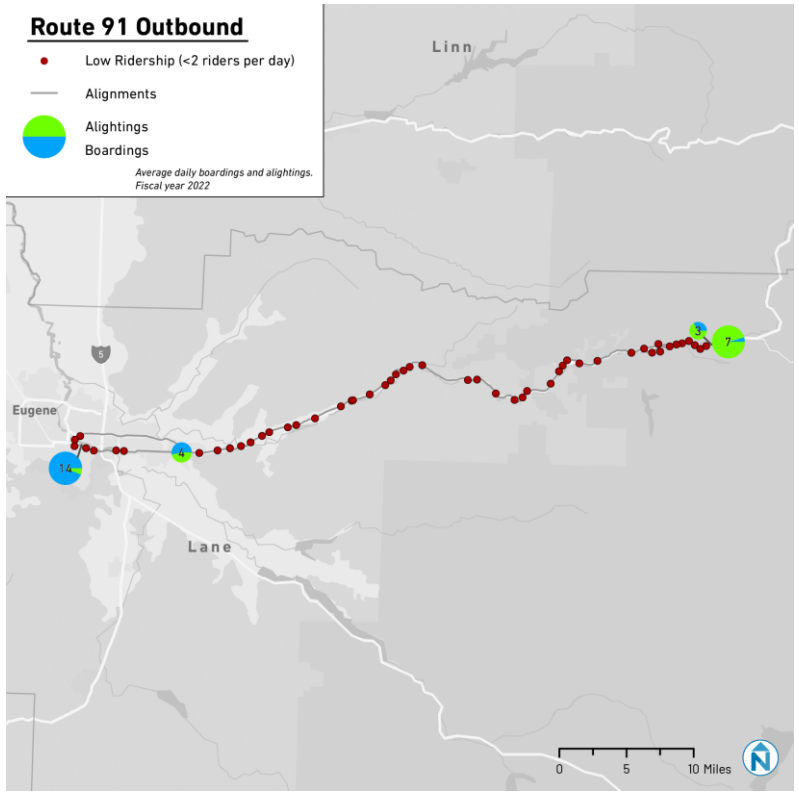 Route 91 Outbound
Low Ridership (<2 riders per day)
Alignments
Alightings
Boardings
Average daily boardings and alightings.
Fiscal year 2022
Linn
5
3
7
Eugene
4
14
Lane
0 5 10 Miles
N